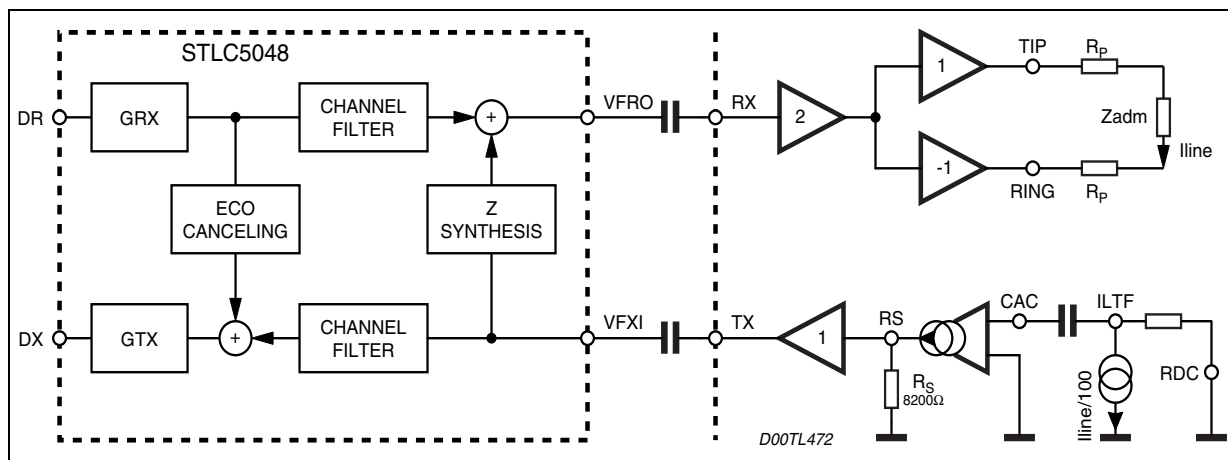 STLC5048
DR
GRX
CHANNEL
FILTER
+
VFRO
RX
2
1
TIP
RP
Zadm
Iline
-1
RING
RP
ECO
CANCELING
Z
SYNTHESIS
DX
GTX
+
CHANNEL
FILTER
VFXI
TX
1
RS
RS
8200Ω
CAC
ILTF
Iline/100
RDC
D00TL472